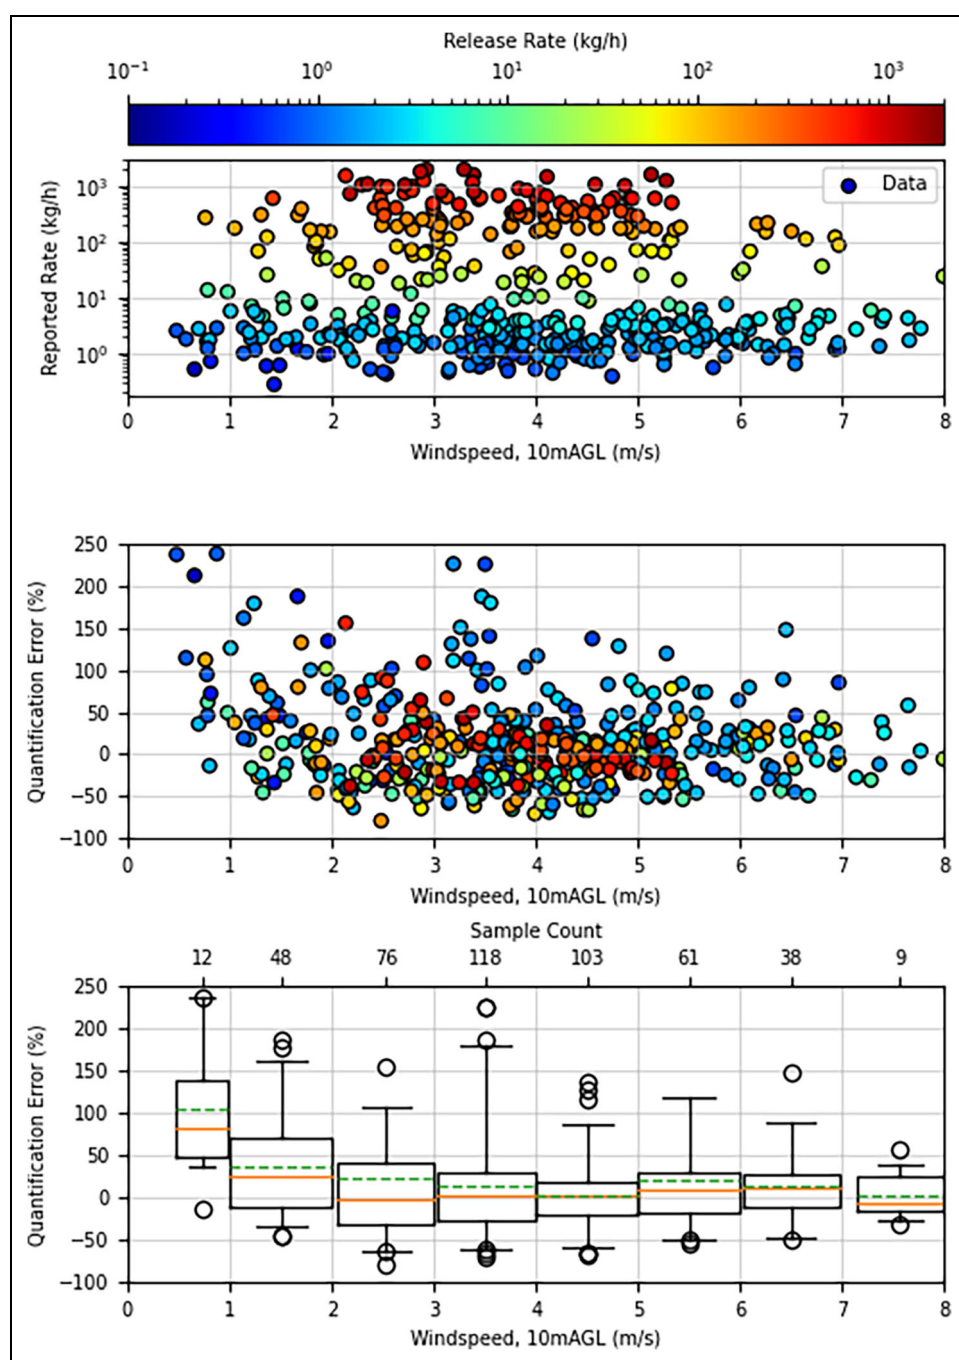 Release Rate (kg/h)
10⁻¹ 10⁰ 10¹ 10² 10³
Reported Rate (kg/h)
10³
10²
10¹
10⁰
Data
0 1 2 3 4 5 6 7 8
Windspeed, 10mAGL (m/s)
Quantification Error (%)
250
200
150
100
50
0
−50
−100
0 1 2 3 4 5 6 7 8
Windspeed, 10mAGL (m/s)
Sample Count
12 48 76 118 103 61 38 9
Quantification Error (%)
250
200
150
100
50
0
−50
−100
0 1 2 3 4 5 6 7 8
Windspeed, 10mAGL (m/s)